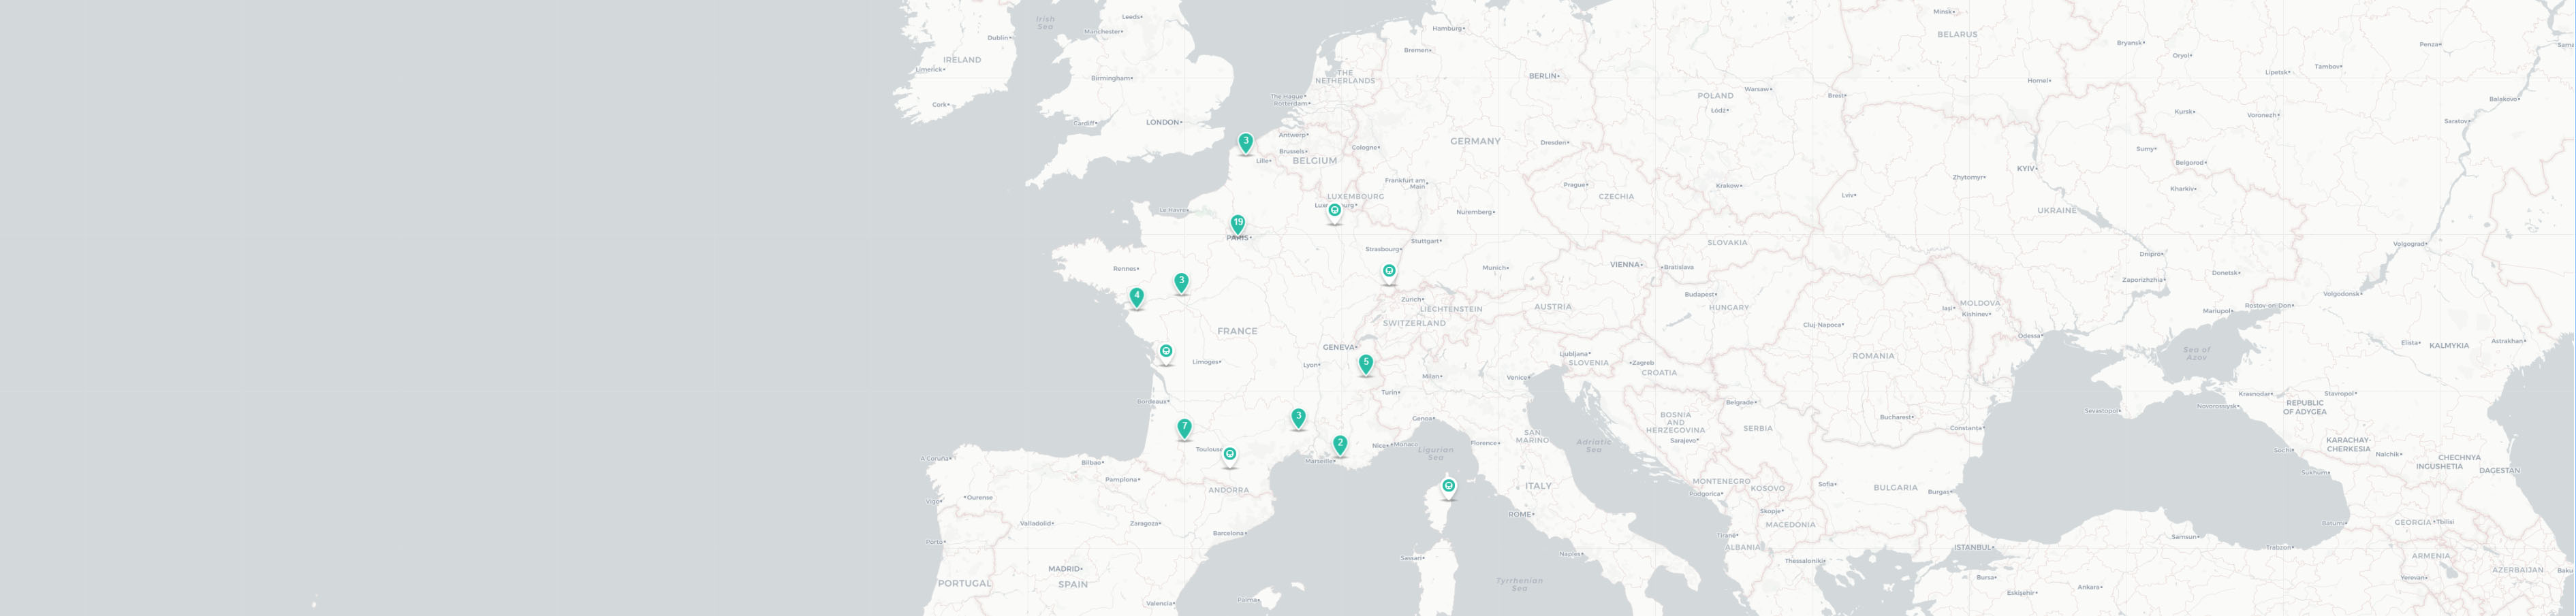 Irish
Sea
Leeds
Manchester
Dublin
IRELAND
Limerick
Birmingham
Cork
Cardiff
LONDON
Hamburg
Bremen
THE
NETHERLANDS
BERLIN
The Hague
Rotterdam
Antwerp
Brussels
Lille
BELGIUM
Cologne
GERMANY
Dresden
Frankfurt am
Main
LUXEMBOURG
Prague
CZECHIA
Nuremberg
Minsk
BELARUS
Bryansk
Oryol
Penza
Tambov
Lipetsk
Homel
POLAND
Warsaw
Lódz
Brest
Balakovo
Kursk
Voronezh
Saratov
Sumy
Belgorod
KYIV
Zhytomyr
Kharkiv
Krakow
Lviv
UKRAINE
3
19
Le Havre
PARIS
Strasbourg
Stuttgart
Munich
SLOVAKIA
VIENNA
Bratislava
Volgograd
Dnipro
Donetsk
Zaporizhzhia
Rennes
3
4
Zürich
LIECHTENSTEIN
AUSTRIA
Budapest
HUNGARY
MOLDOVA
Iași
Kishinev
Volgodonsk
Rostov-on-Don
Mariupol
FRANCE
SWITZERLAND
Cluj-Napoca
Odessa
GENEVA
Limoges
Lyon
5
Ljubljana
SLOVENIA
Zagreb
CROATIA
ROMANIA
Sea of
Azov
Elista
KALMYKIA
Astrakhan
Milan
Venice
Turin
Bordeaux
Belgrade
Krasnodar
Stavropol
Sevastopol
Novorossiysk
REPUBLIC
OF ADYGEA
3
7
2
Genoa
BOSNIA
AND
HERZEGOVINA
Sarajevo
SERBIA
Bucharest
Constanța
SAN
MARINO
Florence
Adriatic
Sea
Ligurian
Sea
Nice
Monaco
Marseille
Toulouse
A Coruña
Bilbao
Pamplona
ANDORRA
KARACHAY-
CHERKESSIA
Sochi
Nalchik
CHECHNYA
INGUSHETIA
DAGESTAN
Sukhumi
MONTENEGRO
Podgorica
KOSOVO
Sofia
BULGARIA
Burgas
ITALY
Vigo
Ourense
Skopje
MACEDONIA
ROME
Valladolid
Zaragoza
Barcelona
Porto
Tirana
ALBANIA
Thessaloniki
ISTANBUL
Samsun
Trabzon
Batumi
GEORGIA
Tbilisi
ARMENIA
Yerevan
AZERBAIJAN
Baku
Sassari
Naples
MADRID
PORTUGAL
SPAIN
Tyrrhenian
Sea
Bursa
Eskişehir
Ankara
Valencia
Palma